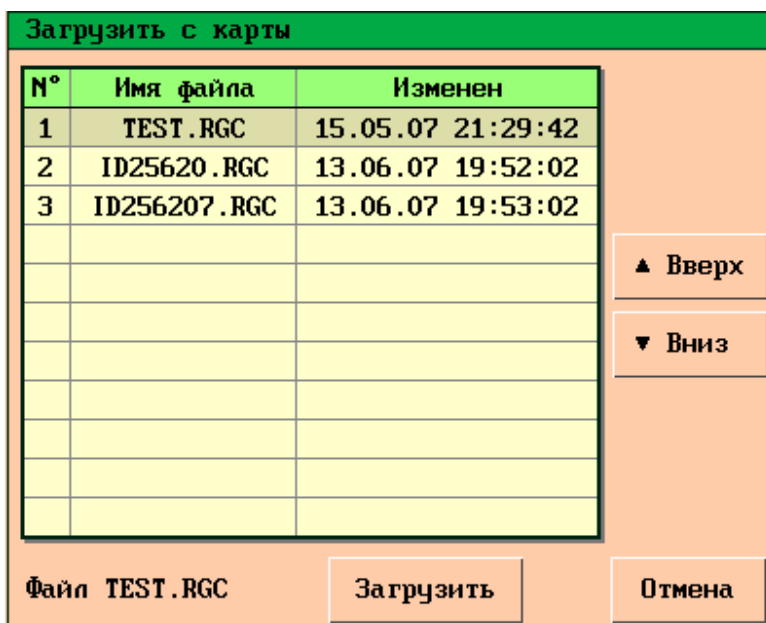 Загрузить с карты
N° Имя файла Изменен
1 TEST.RGC 15.05.07 21:29:42
2 ID25620.RGC 13.06.07 19:52:02
3 ID256207.RGC 13.06.07 19:53:02
▲ Вверх
▼ Вниз
Файл TEST.RGC Загрузить Отмена